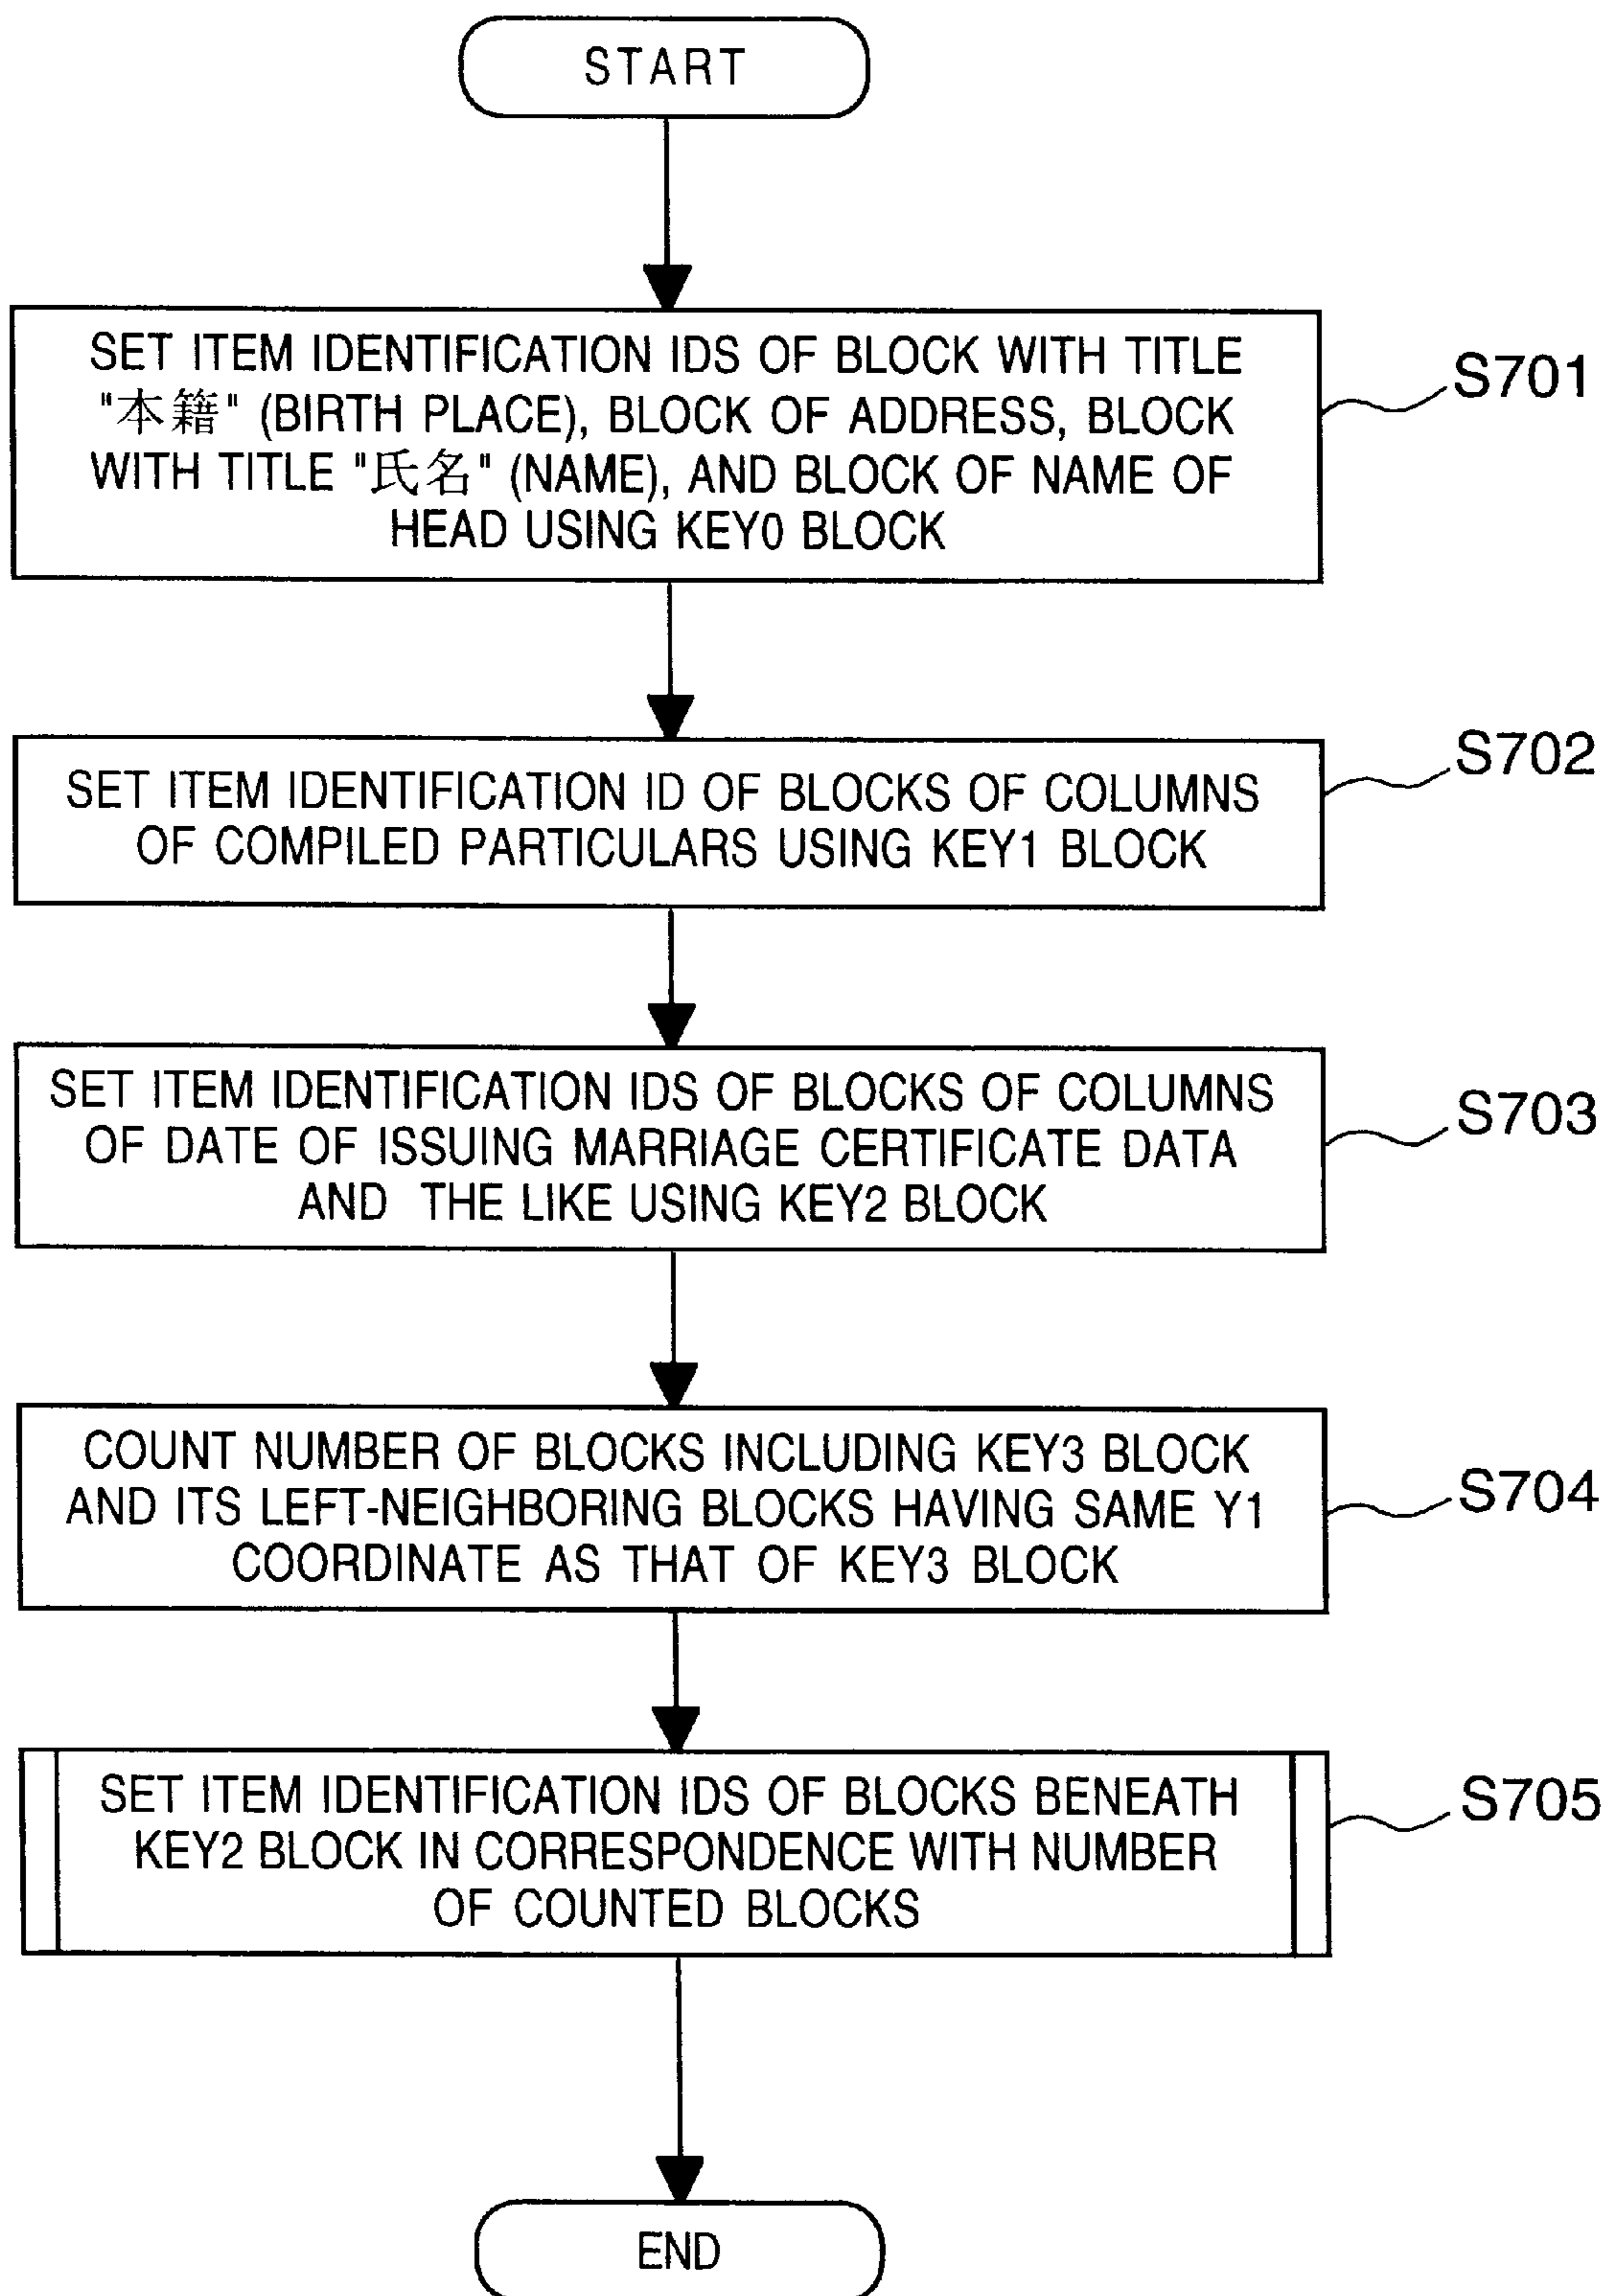 START
SET ITEM IDENTIFICATION IDS OF BLOCK WITH TITLE
"本籍" (BIRTH PLACE), BLOCK OF ADDRESS, BLOCK
WITH TITLE "氏名" (NAME), AND BLOCK OF NAME OF
HEAD USING KEY0 BLOCK
S701
SET ITEM IDENTIFICATION ID OF BLOCKS OF COLUMNS
OF COMPILED PARTICULARS USING KEY1 BLOCK
S702
SET ITEM IDENTIFICATION IDS OF BLOCKS OF COLUMNS
OF DATE OF ISSUING MARRIAGE CERTIFICATE DATA
AND THE LIKE USING KEY2 BLOCK
S703
COUNT NUMBER OF BLOCKS INCLUDING KEY3 BLOCK
AND ITS LEFT-NEIGHBORING BLOCKS HAVING SAME Y1
COORDINATE AS THAT OF KEY3 BLOCK
S704
SET ITEM IDENTIFICATION IDS OF BLOCKS BENEATH
KEY2 BLOCK IN CORRESPONDENCE WITH NUMBER
OF COUNTED BLOCKS
S705
END